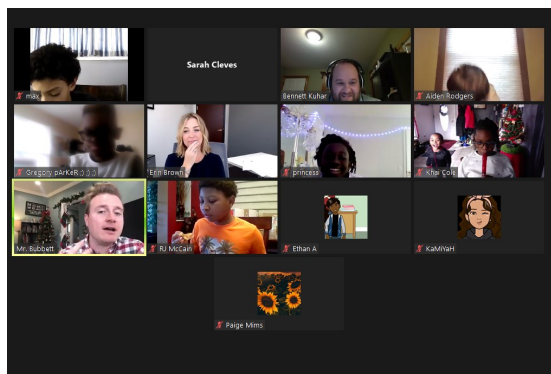 max
Sarah Cleves
Bennett Kuhar
Aiden Rodgers
Gregory pArKeR :) :) :)
Erin Brown
princess
Khai Cole
Mr. Bubbett
RJ McCain
Ethan A
KaMiYaH
Paige Mims